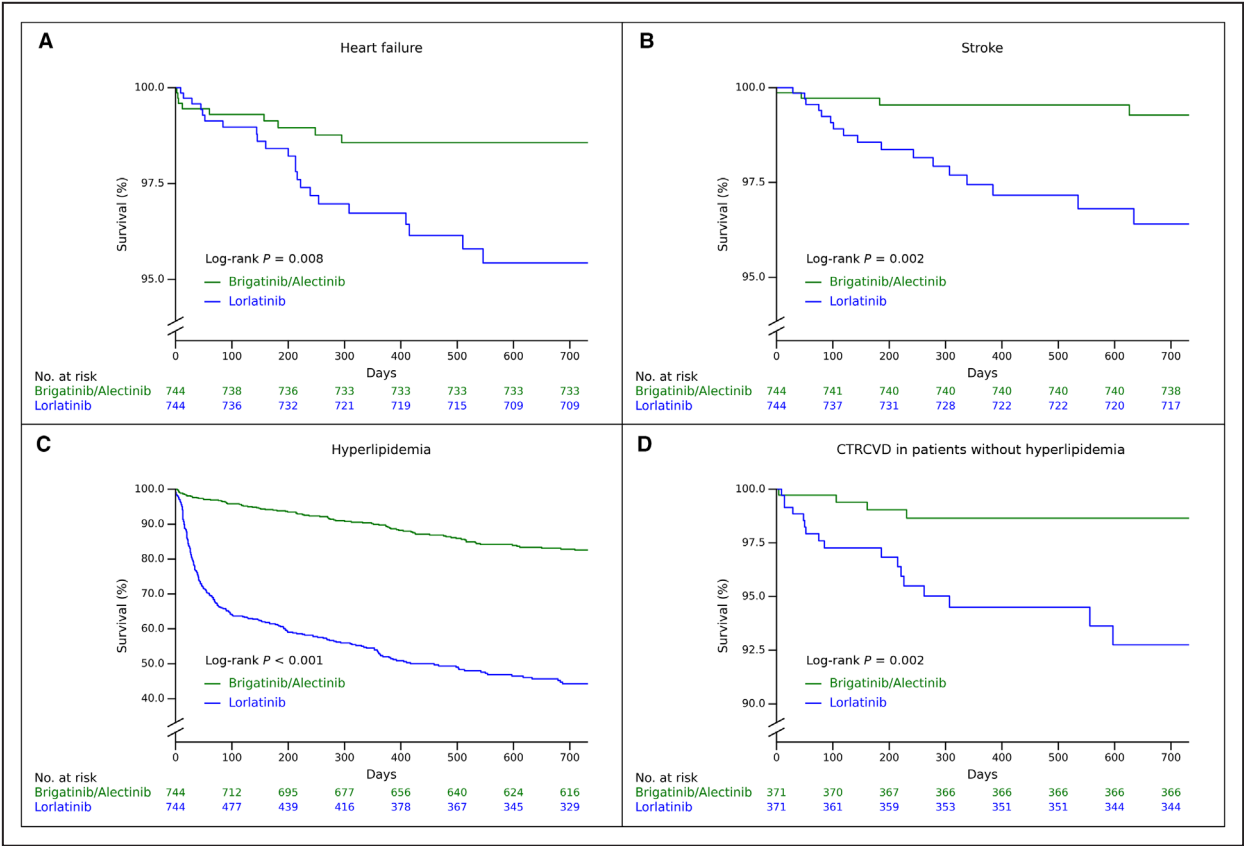 A
Heart failure
100.0
97.5
95.0
Survival (%)
Log-rank P = 0.008
Brigatinib/Alectinib
Lorlatinib
0 100 200 300 400 500 600 700
Days
No. at risk
Brigatinib/Alectinib 744 738 736 733 733 733 733 733
Lorlatinib 744 736 732 721 719 715 709 709
B
Stroke
100.0
97.5
95.0
Survival (%)
Log-rank P = 0.002
Brigatinib/Alectinib
Lorlatinib
0 100 200 300 400 500 600 700
Days
No. at risk
Brigatinib/Alectinib 744 741 740 740 740 740 740 738
Lorlatinib 744 737 731 728 722 722 720 717
C
Hyperlipidemia
100.0
90.0
80.0
70.0
60.0
50.0
40.0
Survival (%)
Log-rank P < 0.001
Brigatinib/Alectinib
Lorlatinib
0 100 200 300 400 500 600 700
Days
No. at risk
Brigatinib/Alectinib 744 712 695 677 656 640 624 616
Lorlatinib 744 477 439 416 378 367 345 329
D
CTRCVD in patients without hyperlipidemia
100.0
97.5
95.0
92.5
90.0
Survival (%)
Log-rank P = 0.002
Brigatinib/Alectinib
Lorlatinib
0 100 200 300 400 500 600 700
Days
No. at risk
Brigatinib/Alectinib 371 370 367 366 366 366 366 366
Lorlatinib 371 361 359 353 351 351 344 344